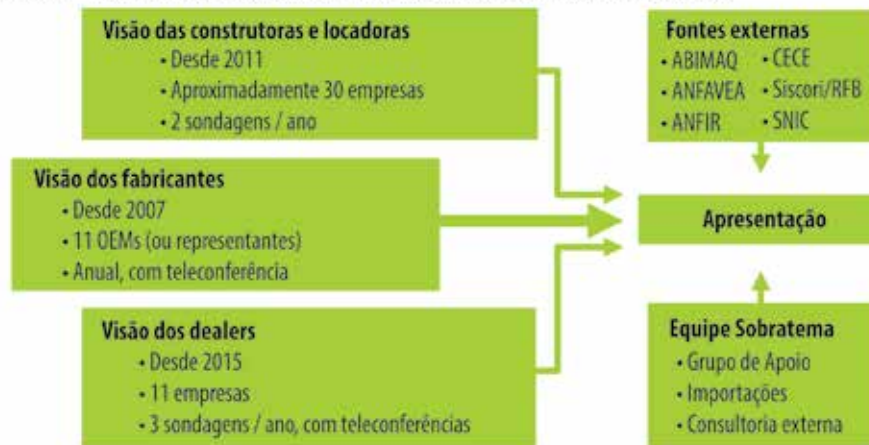 Visão das construtoras e locadoras
• Desde 2011
• Aproximadamente 30 empresas
• 2 sondagens / ano
Visão dos fabricantes
• Desde 2007
• 11 OEMs (ou representantes)
• Anual, com teleconferência
Visão dos dealers
• Desde 2015
• 11 empresas
• 3 sondagens / ano, com teleconferências
Fontes externas
• ABIMAQ • CECE
• ANFAVEA • Siscori/RFB
• ANFIR • SNIC
Apresentação
Equipe Sobratema
• Grupo de Apoio
• Importações
• Consultoria externa